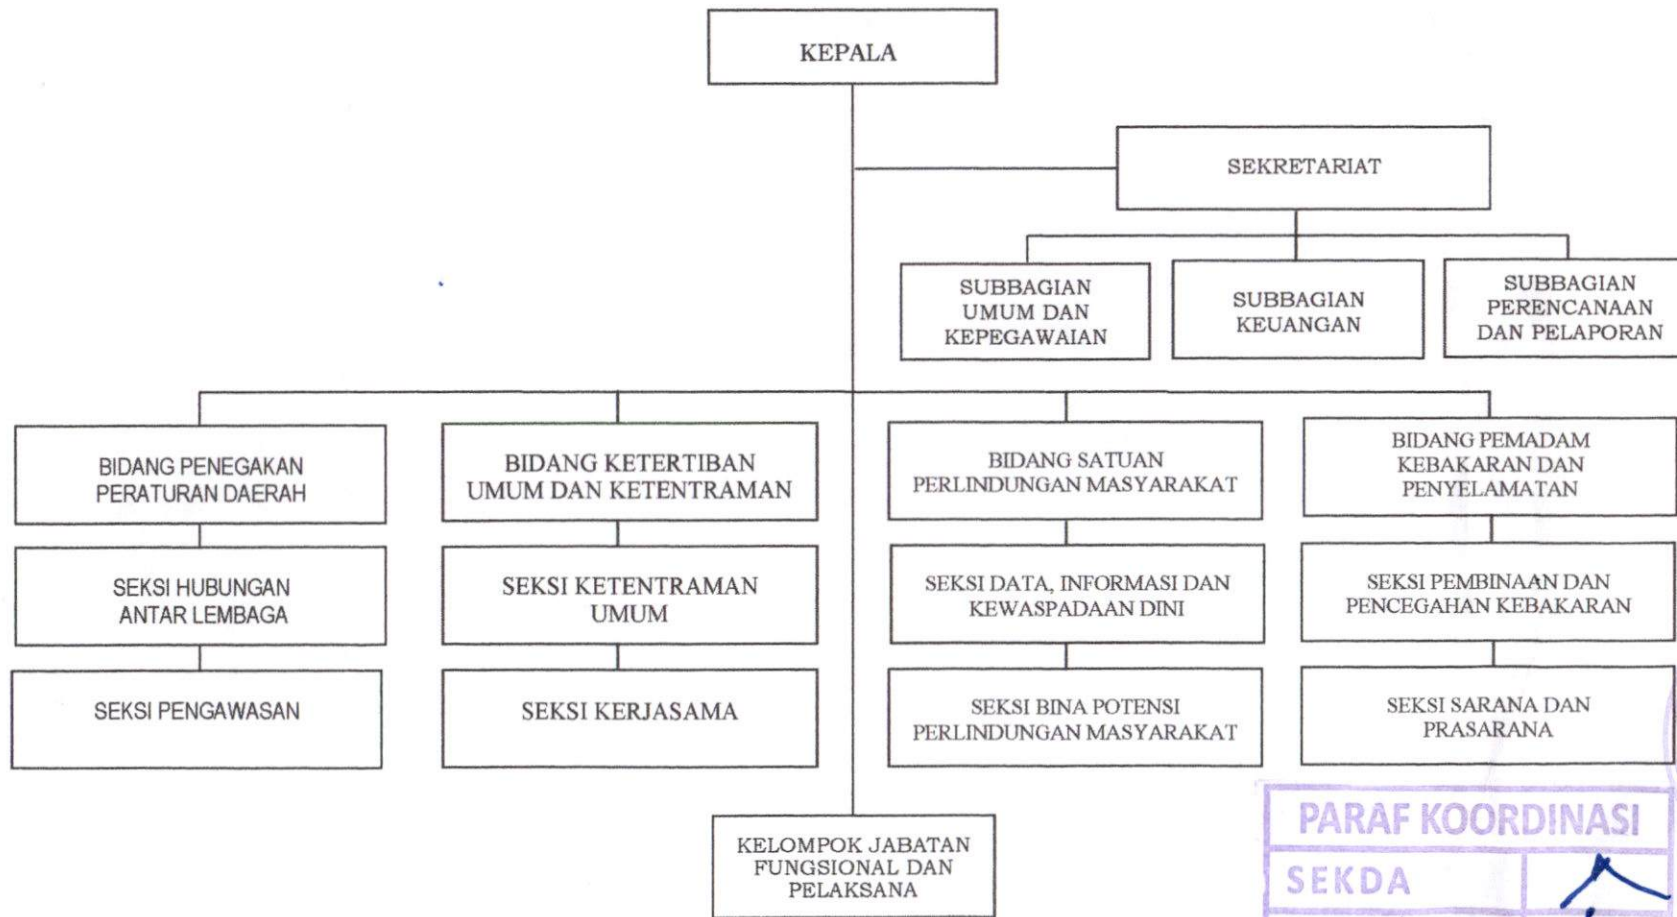 KEPALA
SEKRETARIAT
SUBBAGIAN
UMUM DAN
KEPEGAWAIAN
SUBBAGIAN
KEUANGAN
SUBBAGIAN
PERENCANAAN
DAN PELAPORAN
BIDANG PENEGAKAN
PERATURAN DAERAH
BIDANG KETERTIBAN
UMUM DAN KETENTRAMAN
BIDANG SATUAN
PERLINDUNGAN MASYARAKAT
BIDANG PEMADAM
KEBAKARAN DAN
PENYELAMATAN
SEKSI HUBUNGAN
ANTAR LEMBAGA
SEKSI KETENTRAMAN
UMUM
SEKSI DATA, INFORMASI DAN
KEWASPADAAN DINI
SEKSI PEMBINAAN DAN
PENCEGAHAN KEBAKARAN
SEKSI PENGAWASAN
SEKSI KERJASAMA
SEKSI BINA POTENSI
PERLINDUNGAN MASYARAKAT
SEKSI SARANA DAN
PRASARANA
KELOMPOK JABATAN
FUNGSIONAL DAN
PELAKSANA
PARAF KOORDINASI
SEKDA